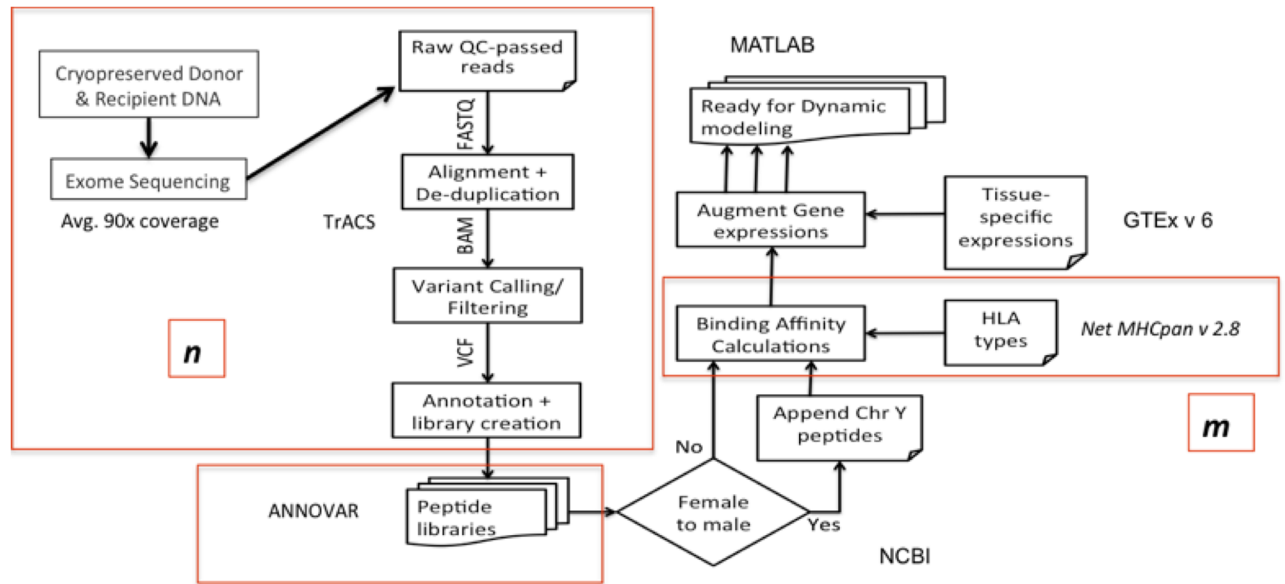 Cryopreserved Donor
& Recipient DNA
Exome Sequencing
Avg. 90x coverage
TrACS
n
Raw QC-passed
reads
FASTQ
Alignment +
De-duplication
BAM
Variant Calling/
Filtering
VCF
Annotation +
library creation
ANNOVAR
Peptide
libraries
Female
to male
No
Yes
NCBI
Append Chr Y
peptides
Binding Affinity
Calculations
HLA
types
Net MHCpan v 2.8
m
Augment Gene
expressions
Tissue-
specific
expressions
GTEx v 6
Ready for Dynamic
modeling
MATLAB